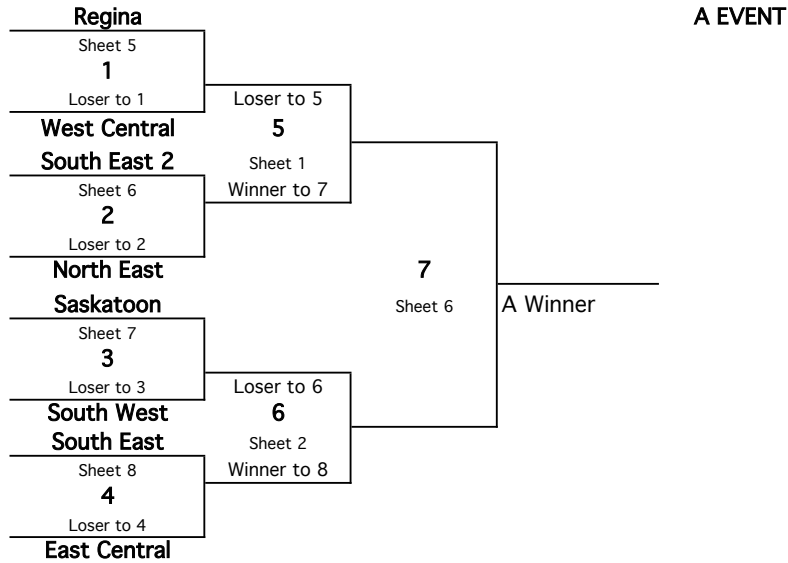 Regina
A EVENT
Sheet 5
1
Loser to 1
West Central
Loser to 5
5
Sheet 1
Winner to 7
South East 2
Sheet 6
2
Loser to 2
North East
7
Sheet 6
A Winner
Saskatoon
Sheet 7
3
Loser to 3
South West
Loser to 6
6
Sheet 2
Winner to 8
South East
Sheet 8
4
Loser to 4
East Central